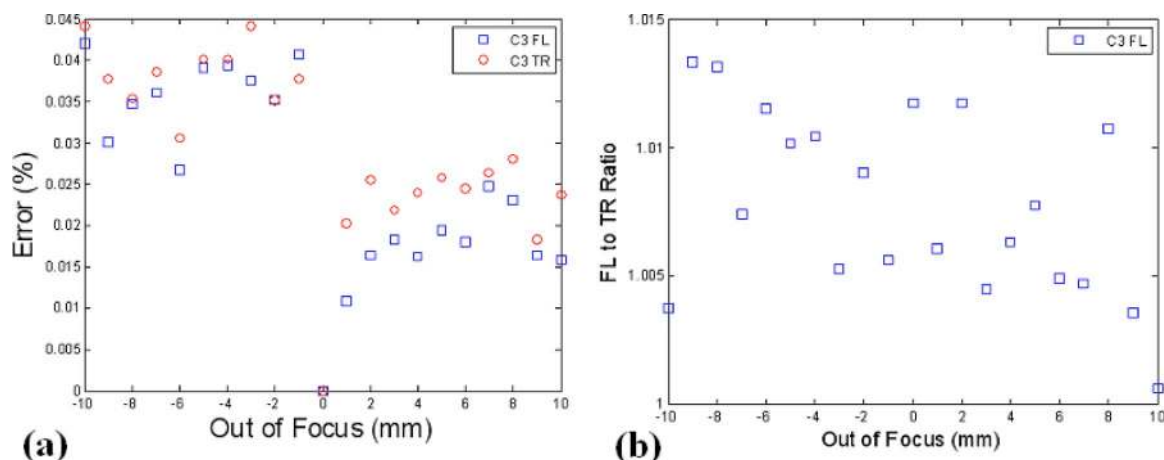 0.045
0.04
0.035
0.03
0.025
0.02
0.015
0.01
0.005
0
Error (%)
C3 FL
C3 TR
-10 -8 -6 -4 -2 0 2 4 6 8 10
Out of Focus (mm)
(a)
1.015
1.01
1.005
1
FL to TR Ratio
C3 FL
-10 -8 -6 -4 -2 0 2 4 6 8 10
Out of Focus (mm)
(b)